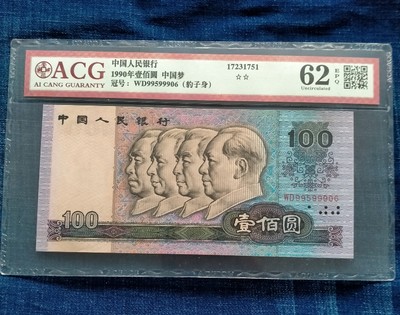 ACG
AI CANG GUARANTY
中国人民银行
1990年壹佰圆 中国梦
冠号：WD99599906（豹子身）
17231751
☆☆
62 EPQ
Uncirculated
中国人民银行
100
WD99599906
100
壹佰圆